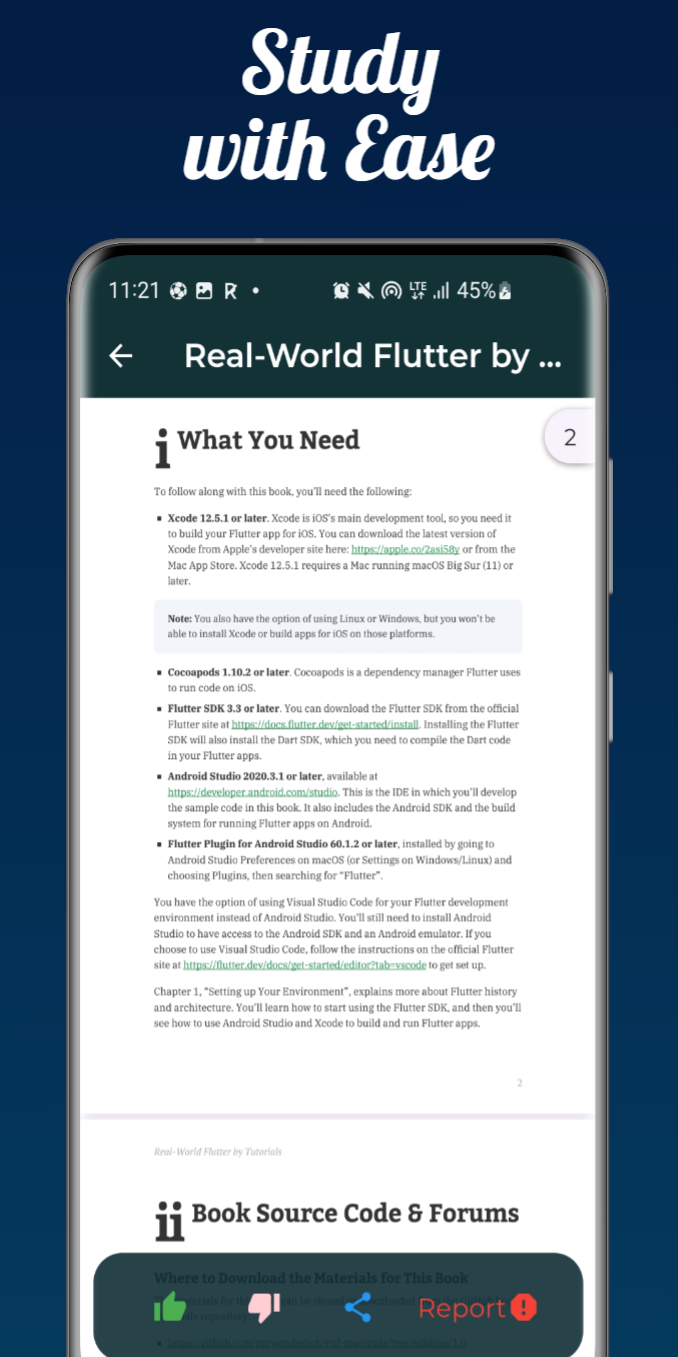 Study
with Ease
11:21
LTE
45%
Real-World Flutter by ...
2
i What You Need
To follow along with this book, you'll need the following:
▪ Xcode 12.5.1 or later. Xcode is iOS's main development tool, so you need it
to build your Flutter app for iOS. You can download the latest version of
Xcode from Apple's developer site here: https://apple.co/2asi58y or from the
Mac App Store. Xcode 12.5.1 requires a Mac running macOS Big Sur (11) or
later.
Note: You also have the option of using Linux or Windows, but you won't be
able to install Xcode or build apps for iOS on those platforms.
▪ Cocoapods 1.10.2 or later. Cocoapods is a dependency manager Flutter uses
to run code on iOS.
▪ Flutter SDK 3.3 or later. You can download the Flutter SDK from the official
Flutter site at https://docs.flutter.dev/get-started/install. Installing the Flutter
SDK will also install the Dart SDK, which you need to compile the Dart code
in your Flutter apps.
▪ Android Studio 2020.3.1 or later, available at
https://developer.android.com/studio. This is the IDE in which you'll develop
the sample code in this book. It also includes the Android SDK and the build
system for running Flutter apps on Android.
▪ Flutter Plugin for Android Studio 60.1.2 or later, installed by going to
Android Studio Preferences on macOS (or Settings on Windows/Linux) and
choosing Plugins, then searching for "Flutter".
You have the option of using Visual Studio Code for your Flutter development
environment instead of Android Studio. You'll still need to install Android
Studio to have access to the Android SDK and an Android emulator. If you
choose to use Visual Studio Code, follow the instructions on the official Flutter
site at https://flutter.dev/docs/get-started/editor?tab=vscode to get set up.
Chapter 1, "Setting up Your Environment", explains more about Flutter history
and architecture. You'll learn how to start using the Flutter SDK, and then you'll
see how to use Android Studio and Xcode to build and run Flutter apps.
2
Real-World Flutter by Tutorials
ii Book Source Code & Forums
Where to Download the Materials for This Book
can be cloned
Report